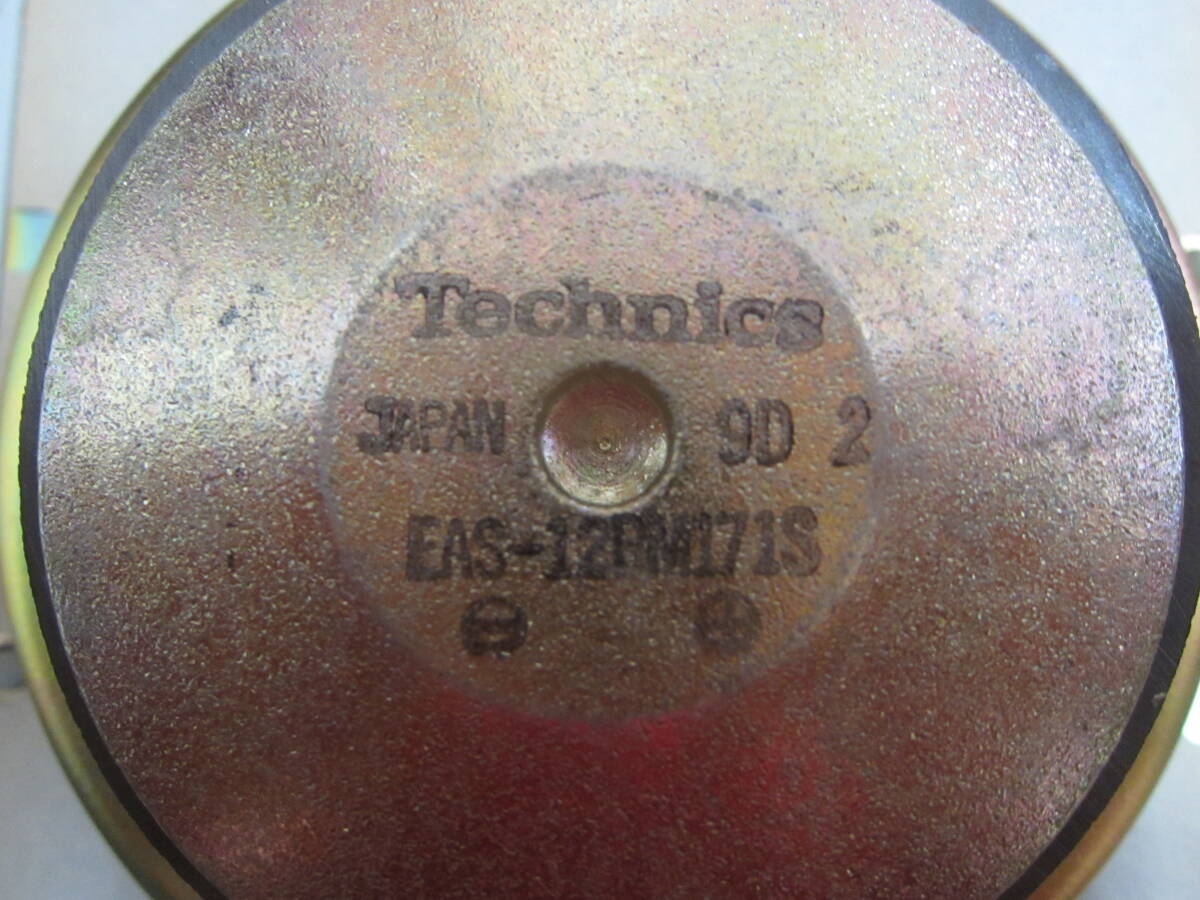 Technics
JAPAN 9D 2
EAS-12PM171S
⊖ ⊕